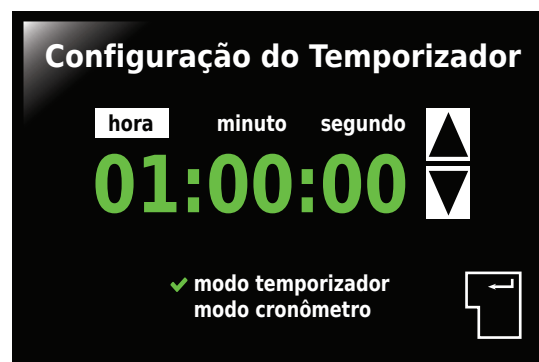 Configuração do Temporizador
hora minuto segundo
01:00:00
modo temporizador
modo cronômetro